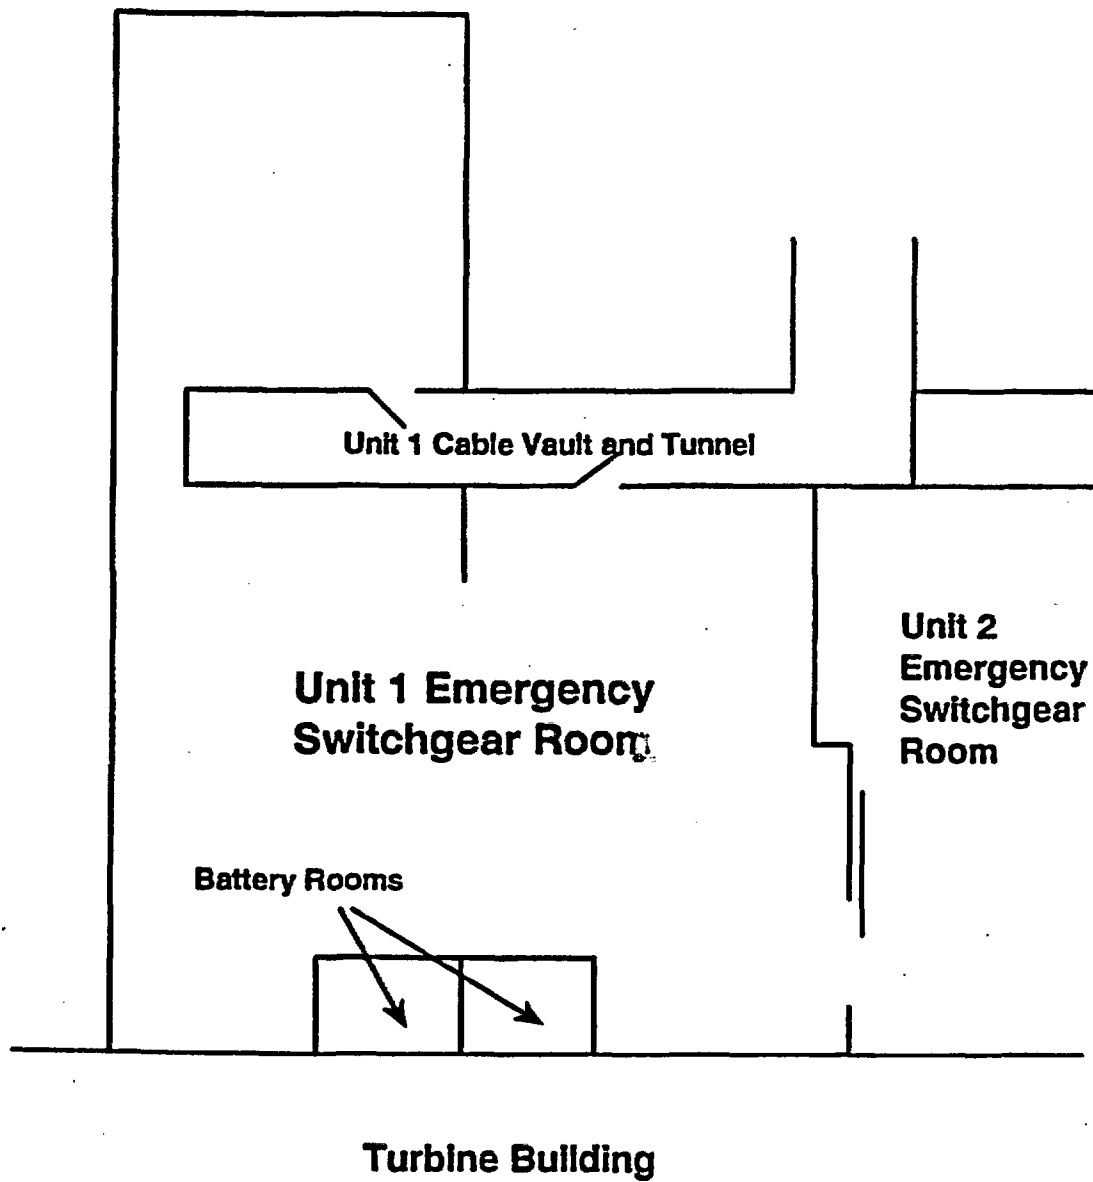 Unit 1 Cable Vault and Tunnel
Unit 2
Emergency
Switchgear
Room
Unit 1 Emergency
Switchgear Room
Battery Rooms
Turbine Building